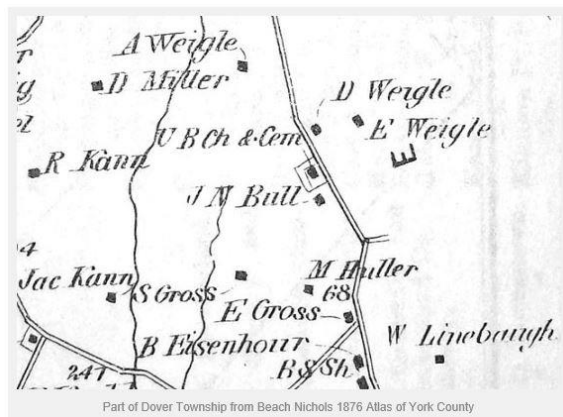 A Weigle
D Miller
D Weigle
E Weigle
U B Ch & Cem
R Kann
J N Bull
Jac Kann
S Gross
M Huller
68
E Gross
B Eisenhour
W Linebaugh
B S Sh
247
Part of Dover Township from Beach Nichols 1876 Atlas of York County